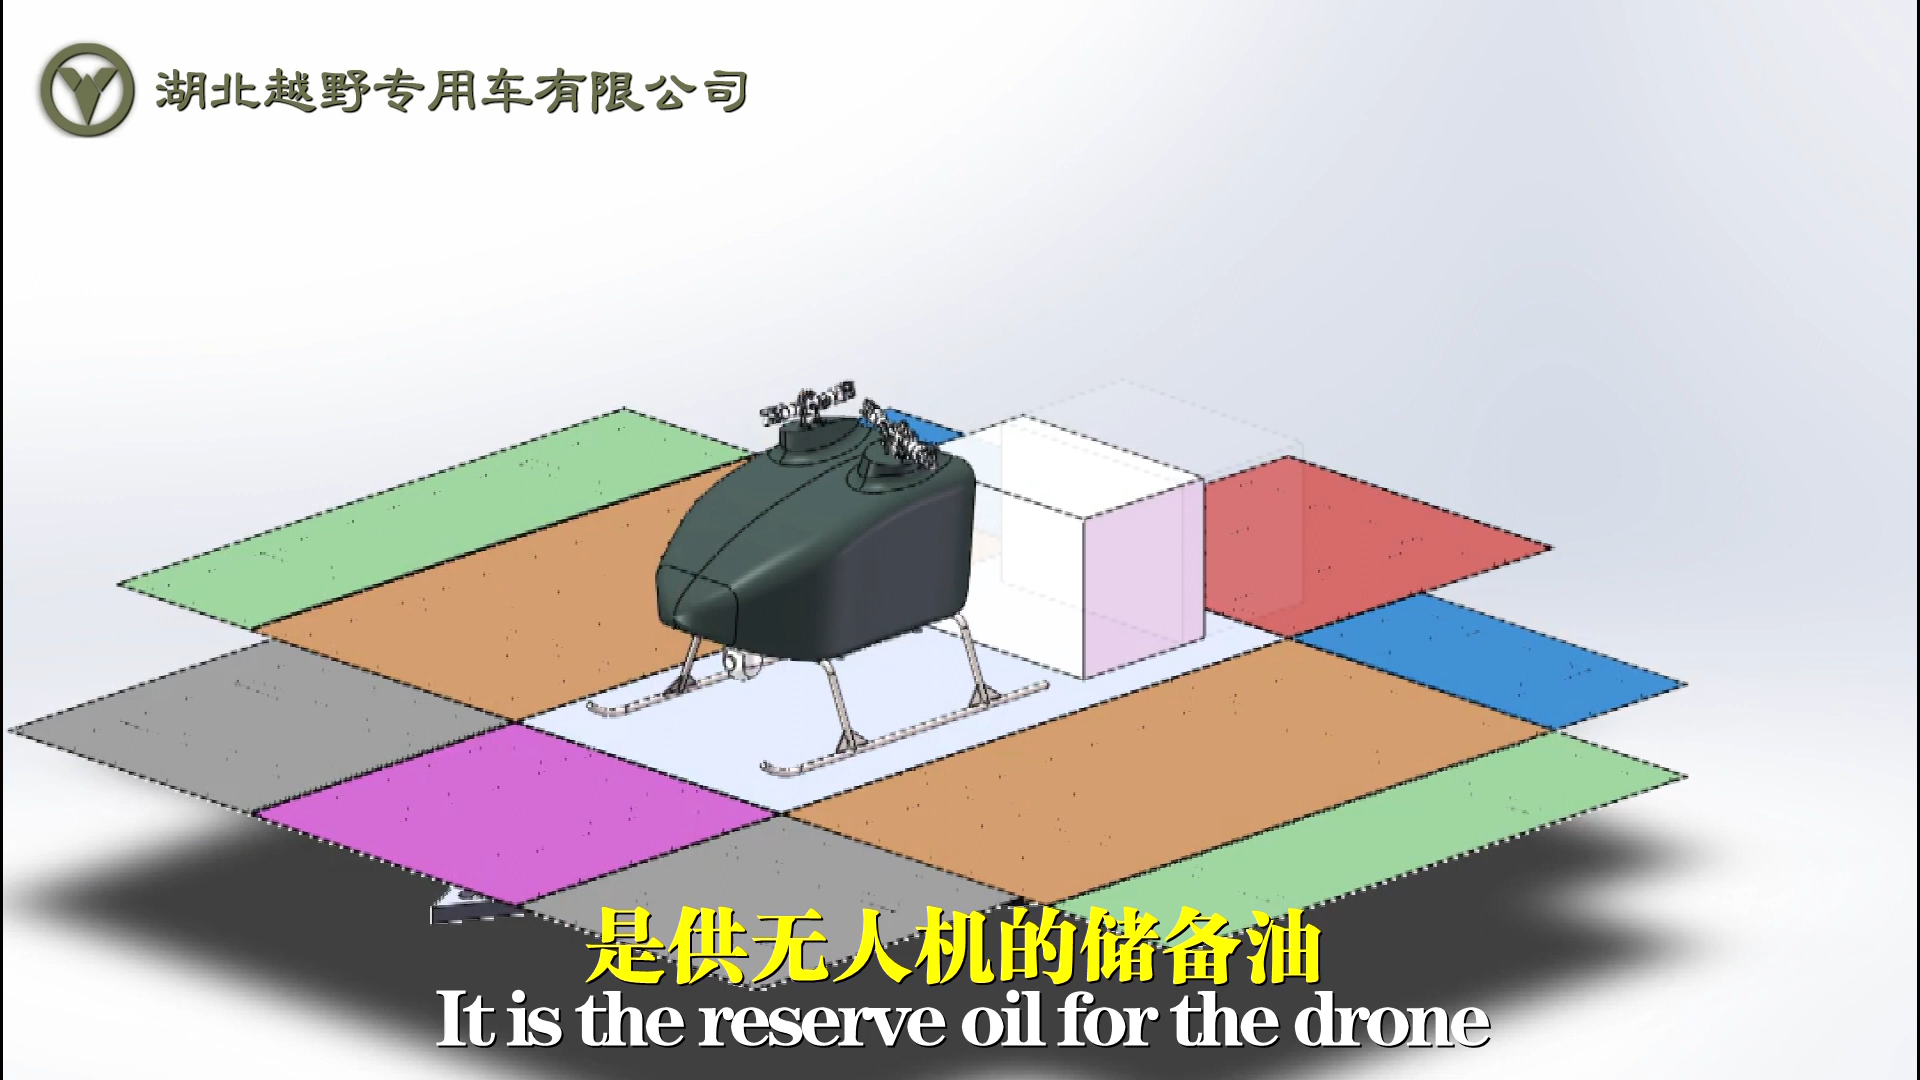 湖北越野专用车有限公司
是供无人机的储备油
It is the reserve oil for the drone